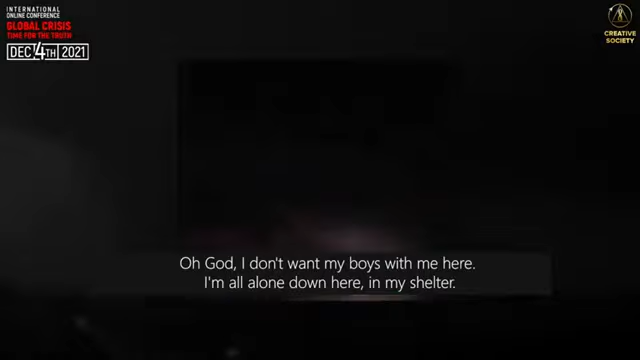 INTERNATIONAL
ONLINE CONFERENCE
GLOBAL CRISIS
TIME FOR THE TRUTH
DEC 4TH 2021
CREATIVE
SOCIETY
Oh God, I don't want my boys with me here.
I'm all alone down here, in my shelter.